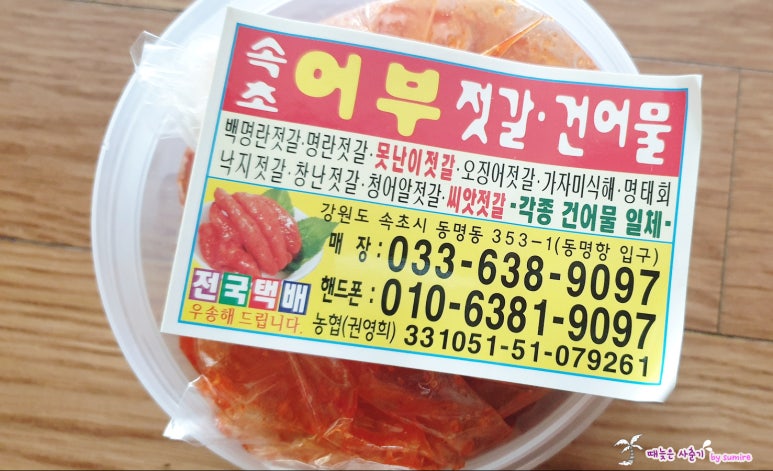 속초 어부 젓갈·건어물
백명란젓갈·명란젓갈·못난이젓갈·오징어젓갈·가자미식해·명태회
낙지젓갈·창난젓갈·청어알젓갈·씨앗젓갈-각종 건어물 일체-
강원도 속초시 동명동 353-1(동명항 입구)
매 장 : 033-638-9097
핸드폰 : 010-6381-9097
전국택배
우송해 드립니다.
농협(권영희) 331051-51-079261
때늦은 사춘기 by sumire